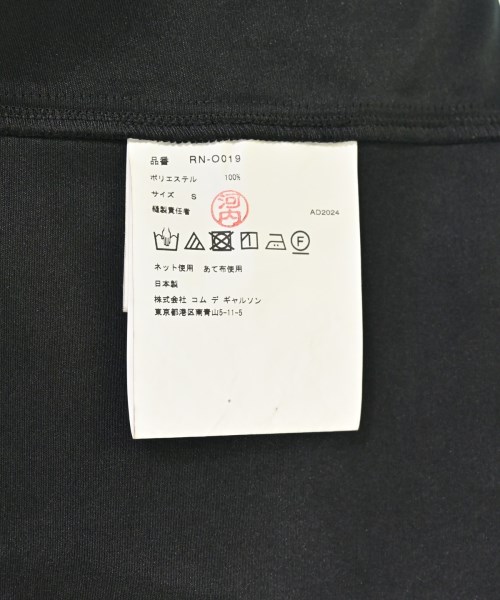 品番 RN-O019
ポリエステル 100%
サイズ S
縫製責任者 河内 AD2024
ネット使用 あて布使用
日本製
株式会社 コム デ ギャルソン
東京都港区南青山5-11-5